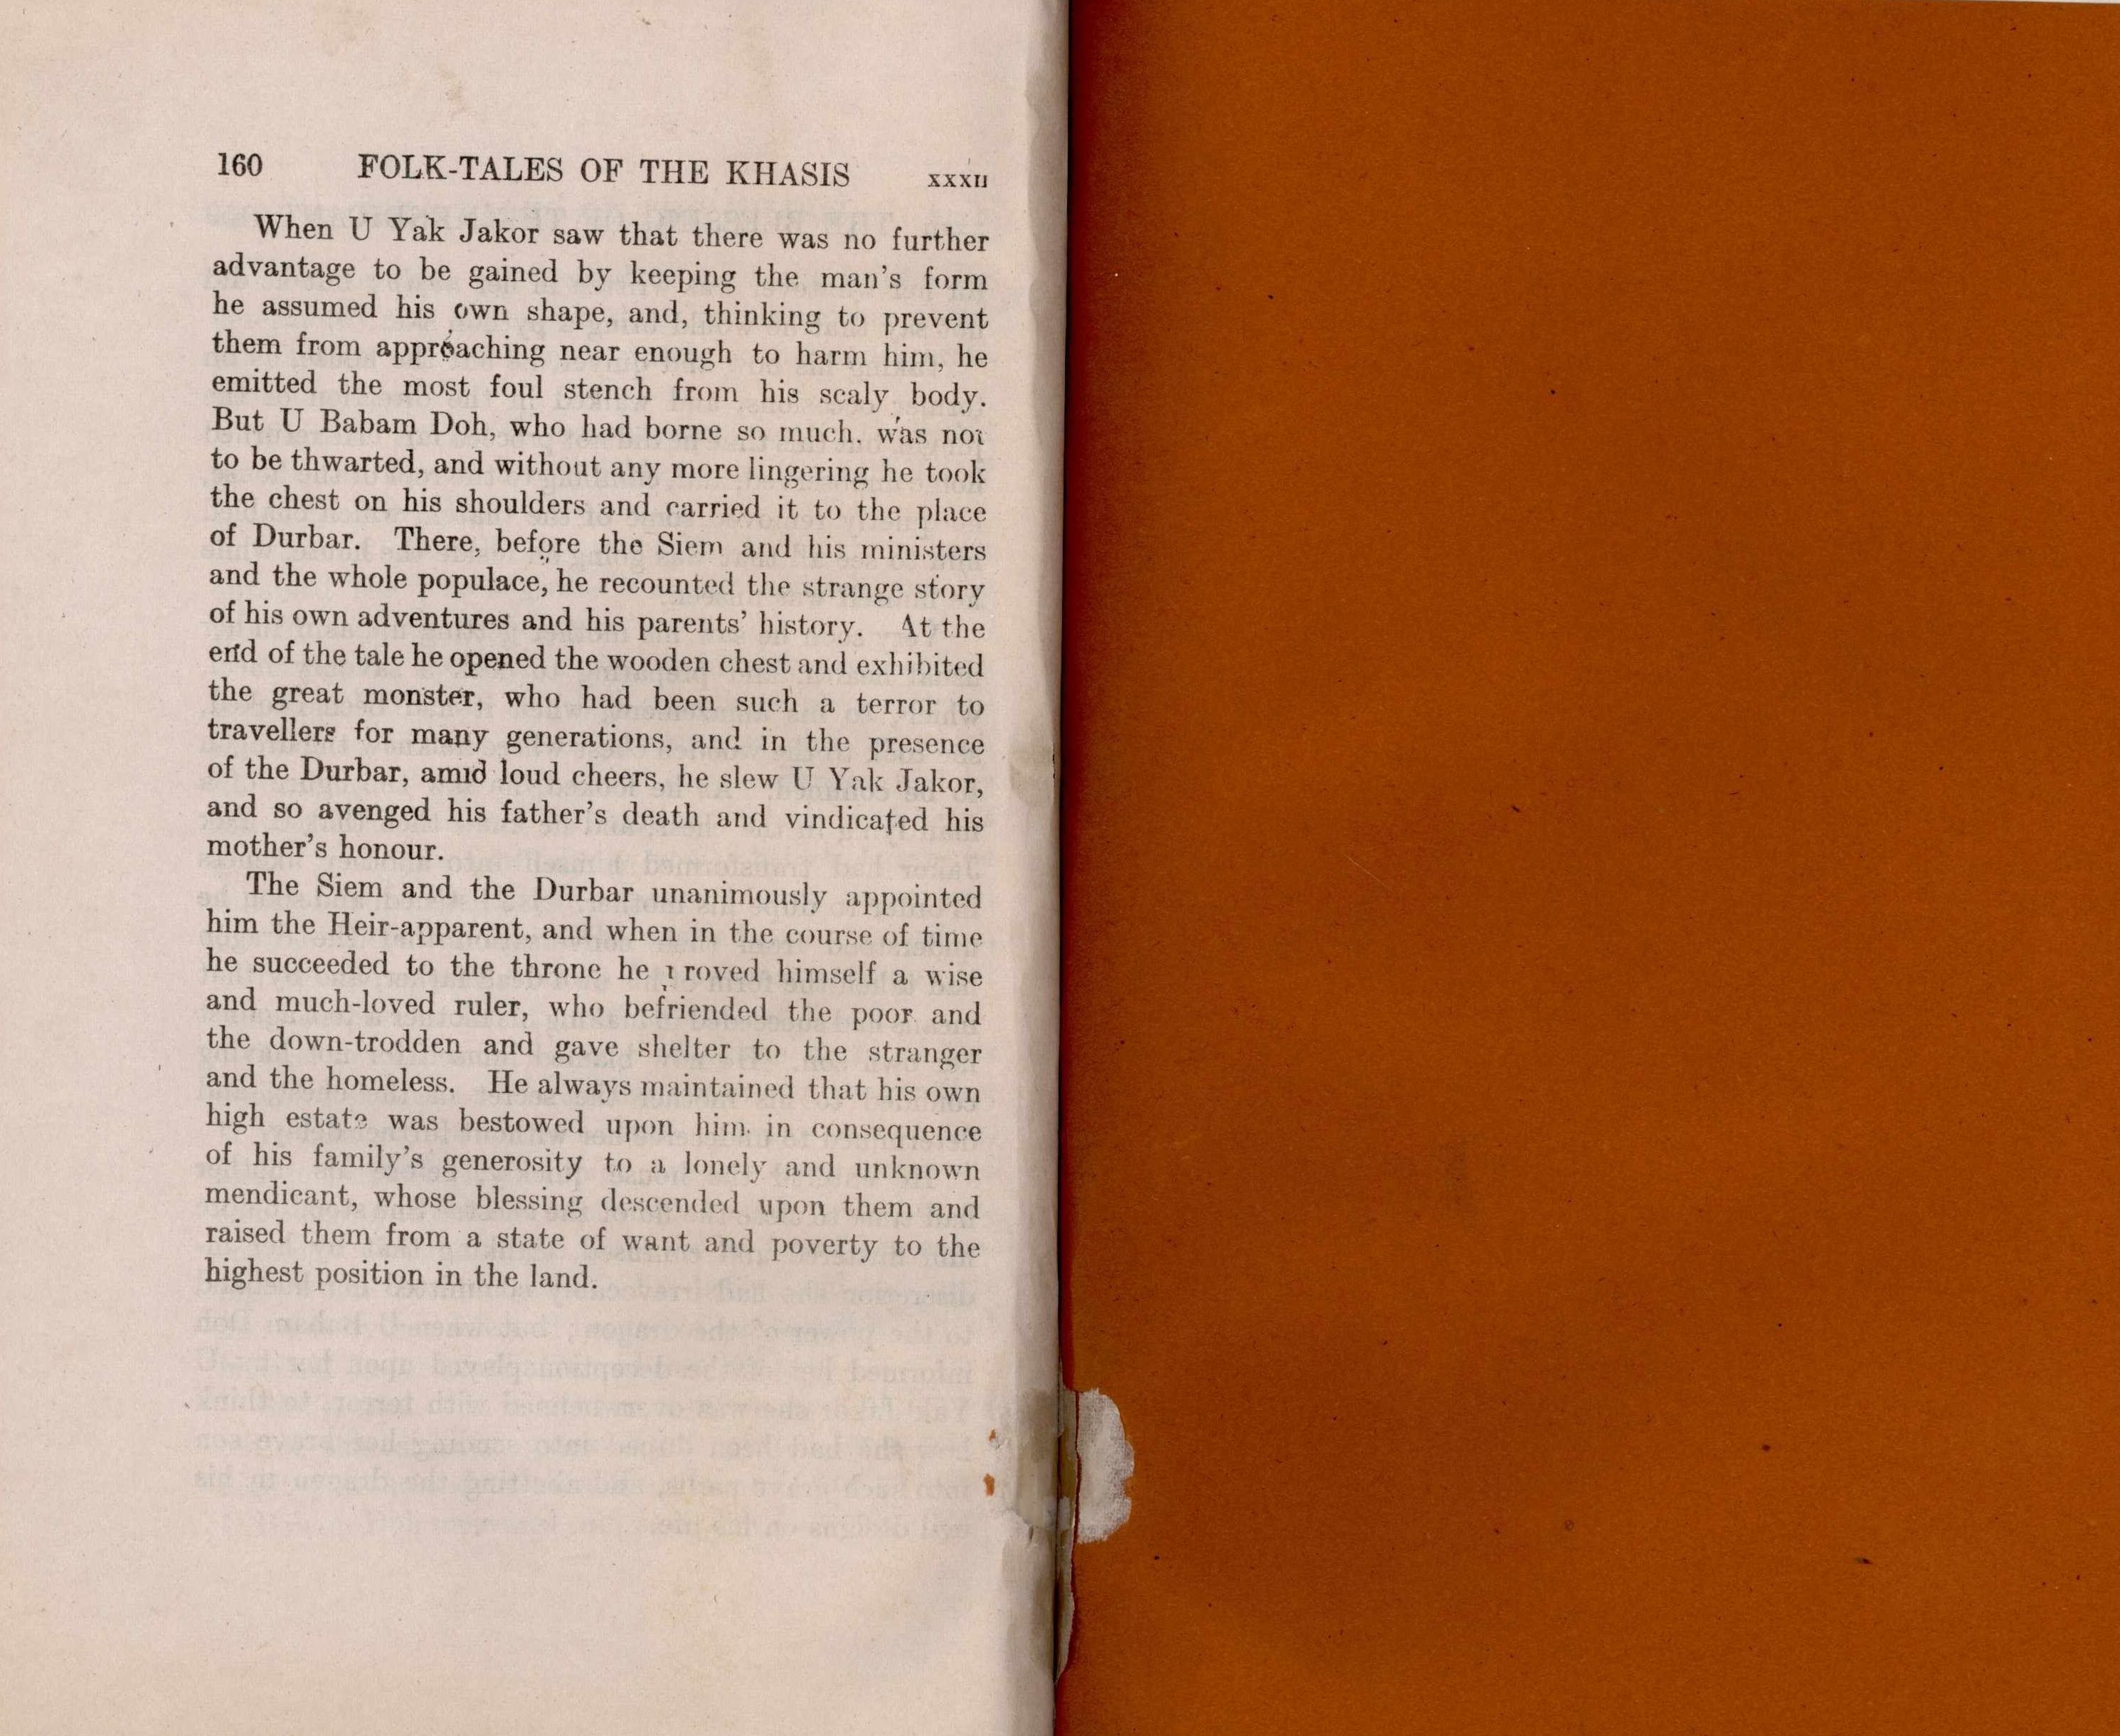 160 FOLK-TALES OF THE KHASIS XXXII
When U Yak Jakor saw that there was no further
advantage to be gained by keeping the man's form
he assumed his own shape, and, thinking to prevent
them from approaching near enough to harm him, he
emitted the most foul stench from his scaly body.
But U Babam Doh, who had borne so much, was not
to be thwarted, and without any more lingering he took
the chest on his shoulders and carried it to the place
of Durbar. There, before the Siem and his ministers
and the whole populace, he recounted the strange story
of his own adventures and his parents' history. At the
end of the tale he opened the wooden chest and exhibited
the great monster, who had been such a terror to
travellers for many generations, and in the presence
of the Durbar, amid loud cheers, he slew U Yak Jakor,
and so avenged his father's death and vindicated his
mother's honour.
The Siem and the Durbar unanimously appointed
him the Heir-apparent, and when in the course of time
he succeeded to the throne he proved himself a wise
and much-loved ruler, who befriended the poor and
the down-trodden and gave shelter to the stranger
and the homeless. He always maintained that his own
high estate was bestowed upon him in consequence
of his family's generosity to a lonely and unknown
mendicant, whose blessing descended upon them and
raised them from a state of want and poverty to the
highest position in the land.